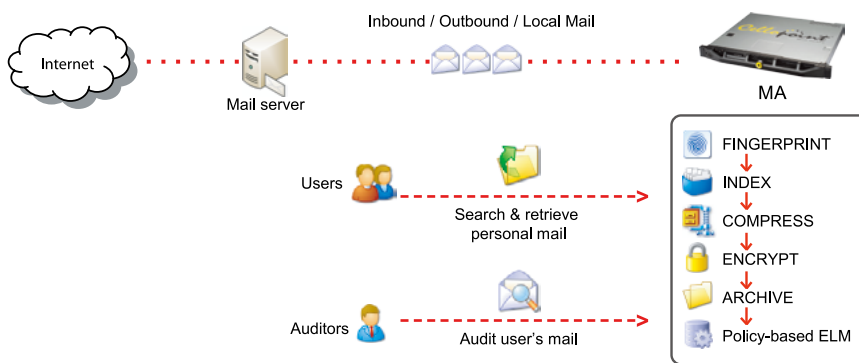 Inbound / Outbound / Local Mail
Internet
Cellopoint
Mail server
MA
FINGERPRINT
Users
INDEX
Search & retrieve
personal mail
COMPRESS
ENCRYPT
ARCHIVE
Auditors
Audit user's mail
Policy-based ELM